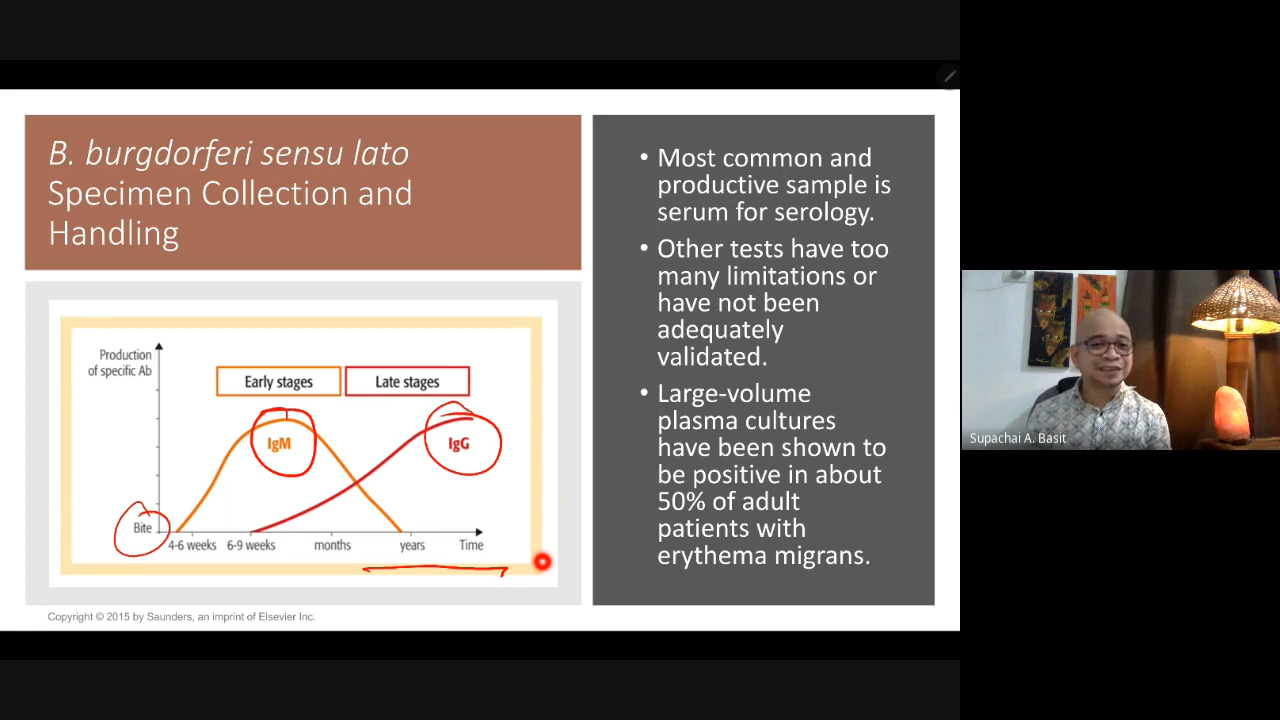 B. burgdorferi sensu lato
Specimen Collection and
Handling
Production
of specific Ab
Early stages
Late stages
IgM
IgG
Bite
4-6 weeks
6-9 weeks
months
years
Time
Copyright © 2015 by Saunders, an imprint of Elsevier Inc.
• Most common and
productive sample is
serum for serology.
• Other tests have too
many limitations or
have not been
adequately
validated.
• Large-volume
plasma cultures
have been shown to
be positive in about
50% of adult
patients with
erythema migrans.
Supachai A. Basit